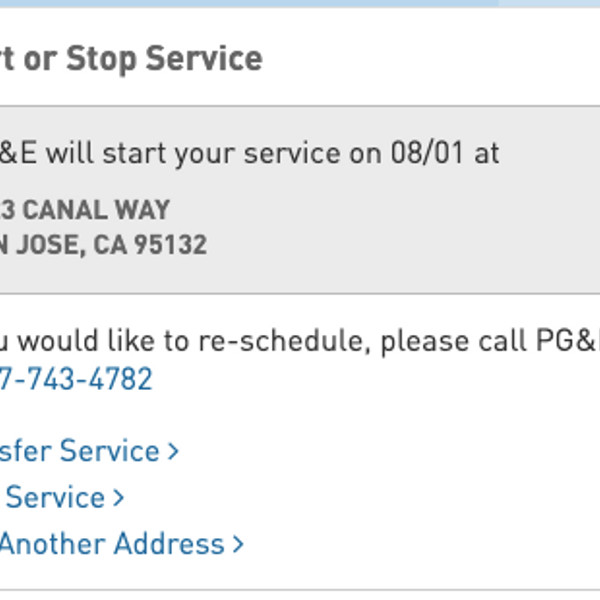 t or Stop Service
&E will start your service on 08/01 at
3 CANAL WAY
N JOSE, CA 95132
u would like to re-schedule, please call PG&
7-743-4782
sfer Service >
Service >
Another Address >